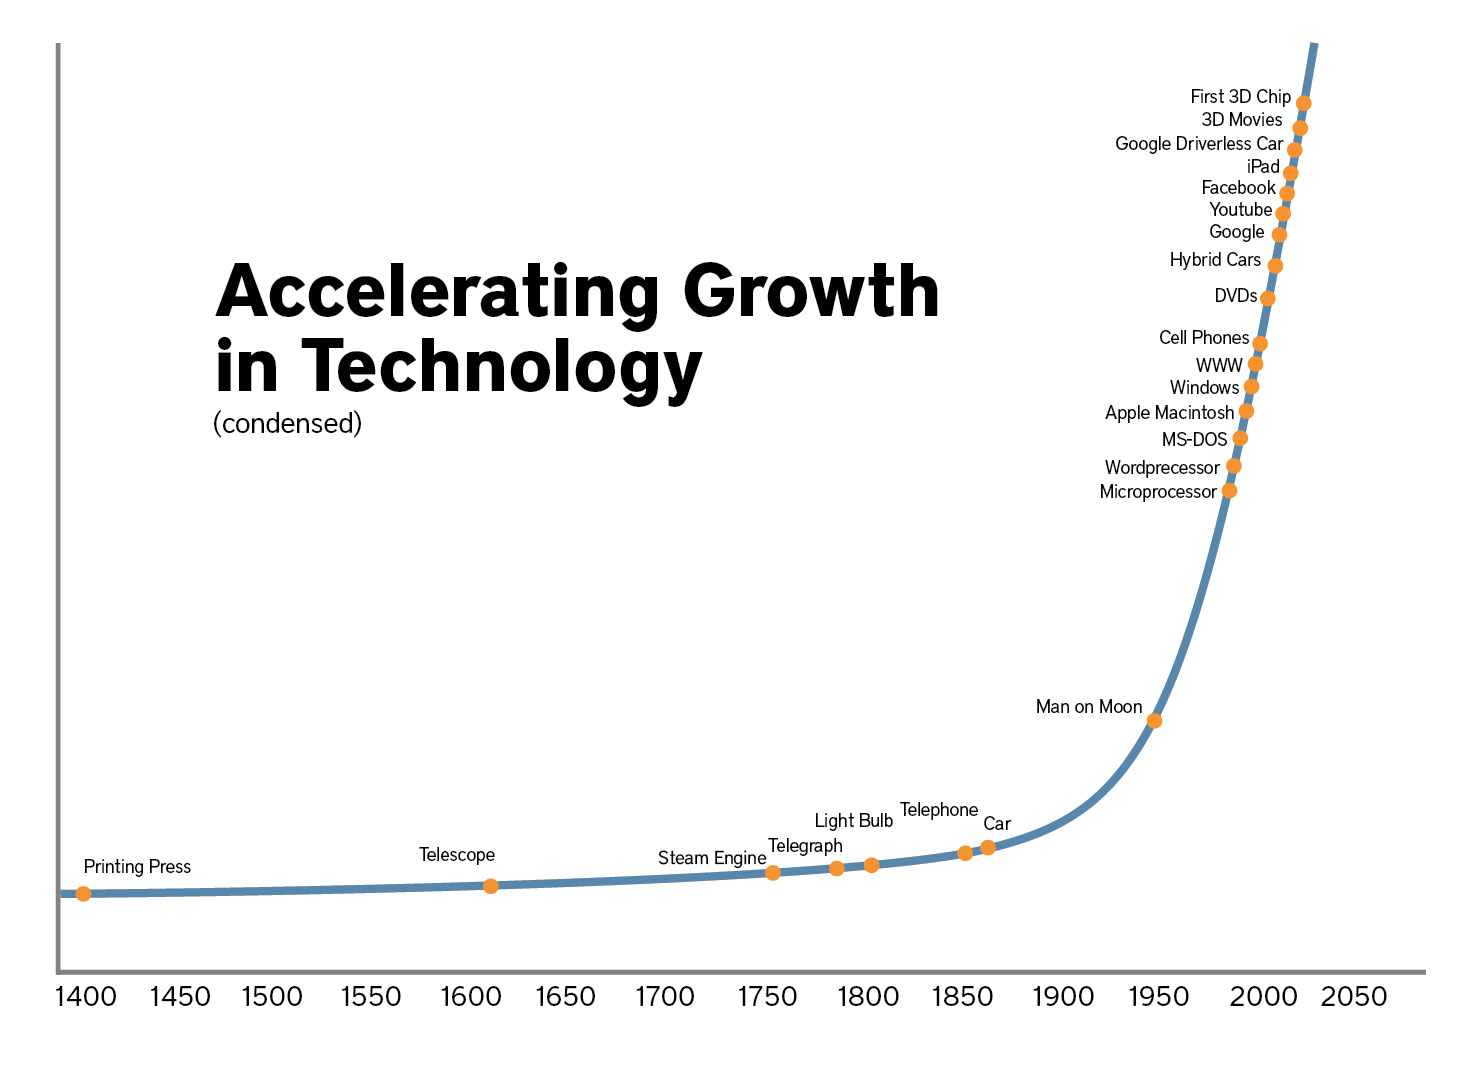 First 3D Chip
3D Movies
Google Driverless Car
iPad
Facebook
Youtube
Google
Hybrid Cars
DVDs
Accelerating Growth
in Technology
(condensed)
Cell Phones
WWW
Windows
Apple Macintosh
MS-DOS
Wordprecessor
Microprocessor
Man on Moon
Telephone
Light Bulb
Car
Telegraph
Steam Engine
Telescope
Printing Press
1400 1450 1500 1550 1600 1650 1700 1750 1800 1850 1900 1950 2000 2050